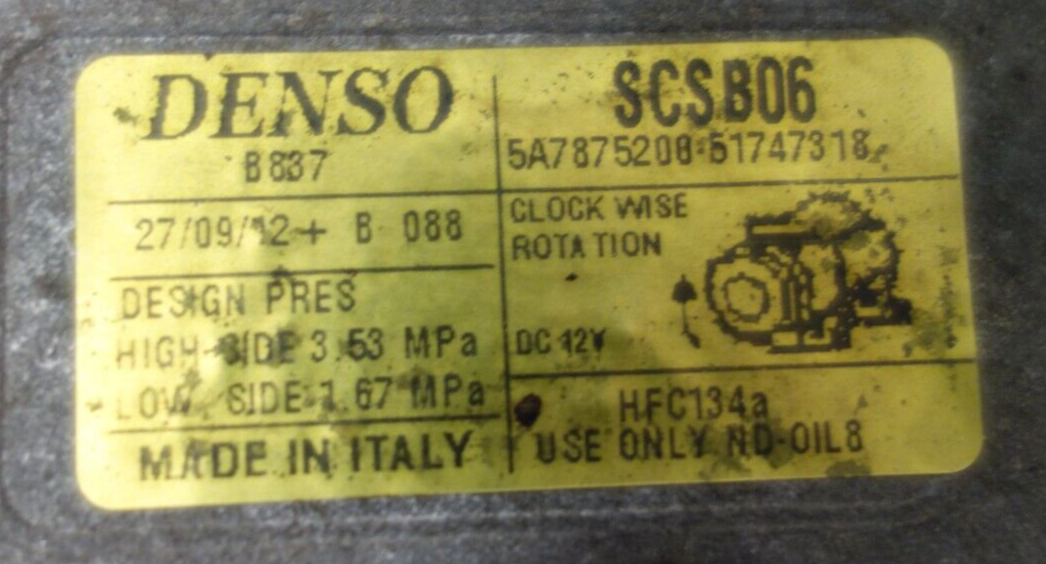 DENSO
B837
27/09/12+ B 088
DESIGN PRES
HIGH SIDE 3.53 MPa
LOW SIDE 1.67 MPa
MADE IN ITALY
SCSB06
5A7875200-51747318
CLOCK WISE
ROTATION
DC 12V
HFC134a
USE ONLY ND-OIL8